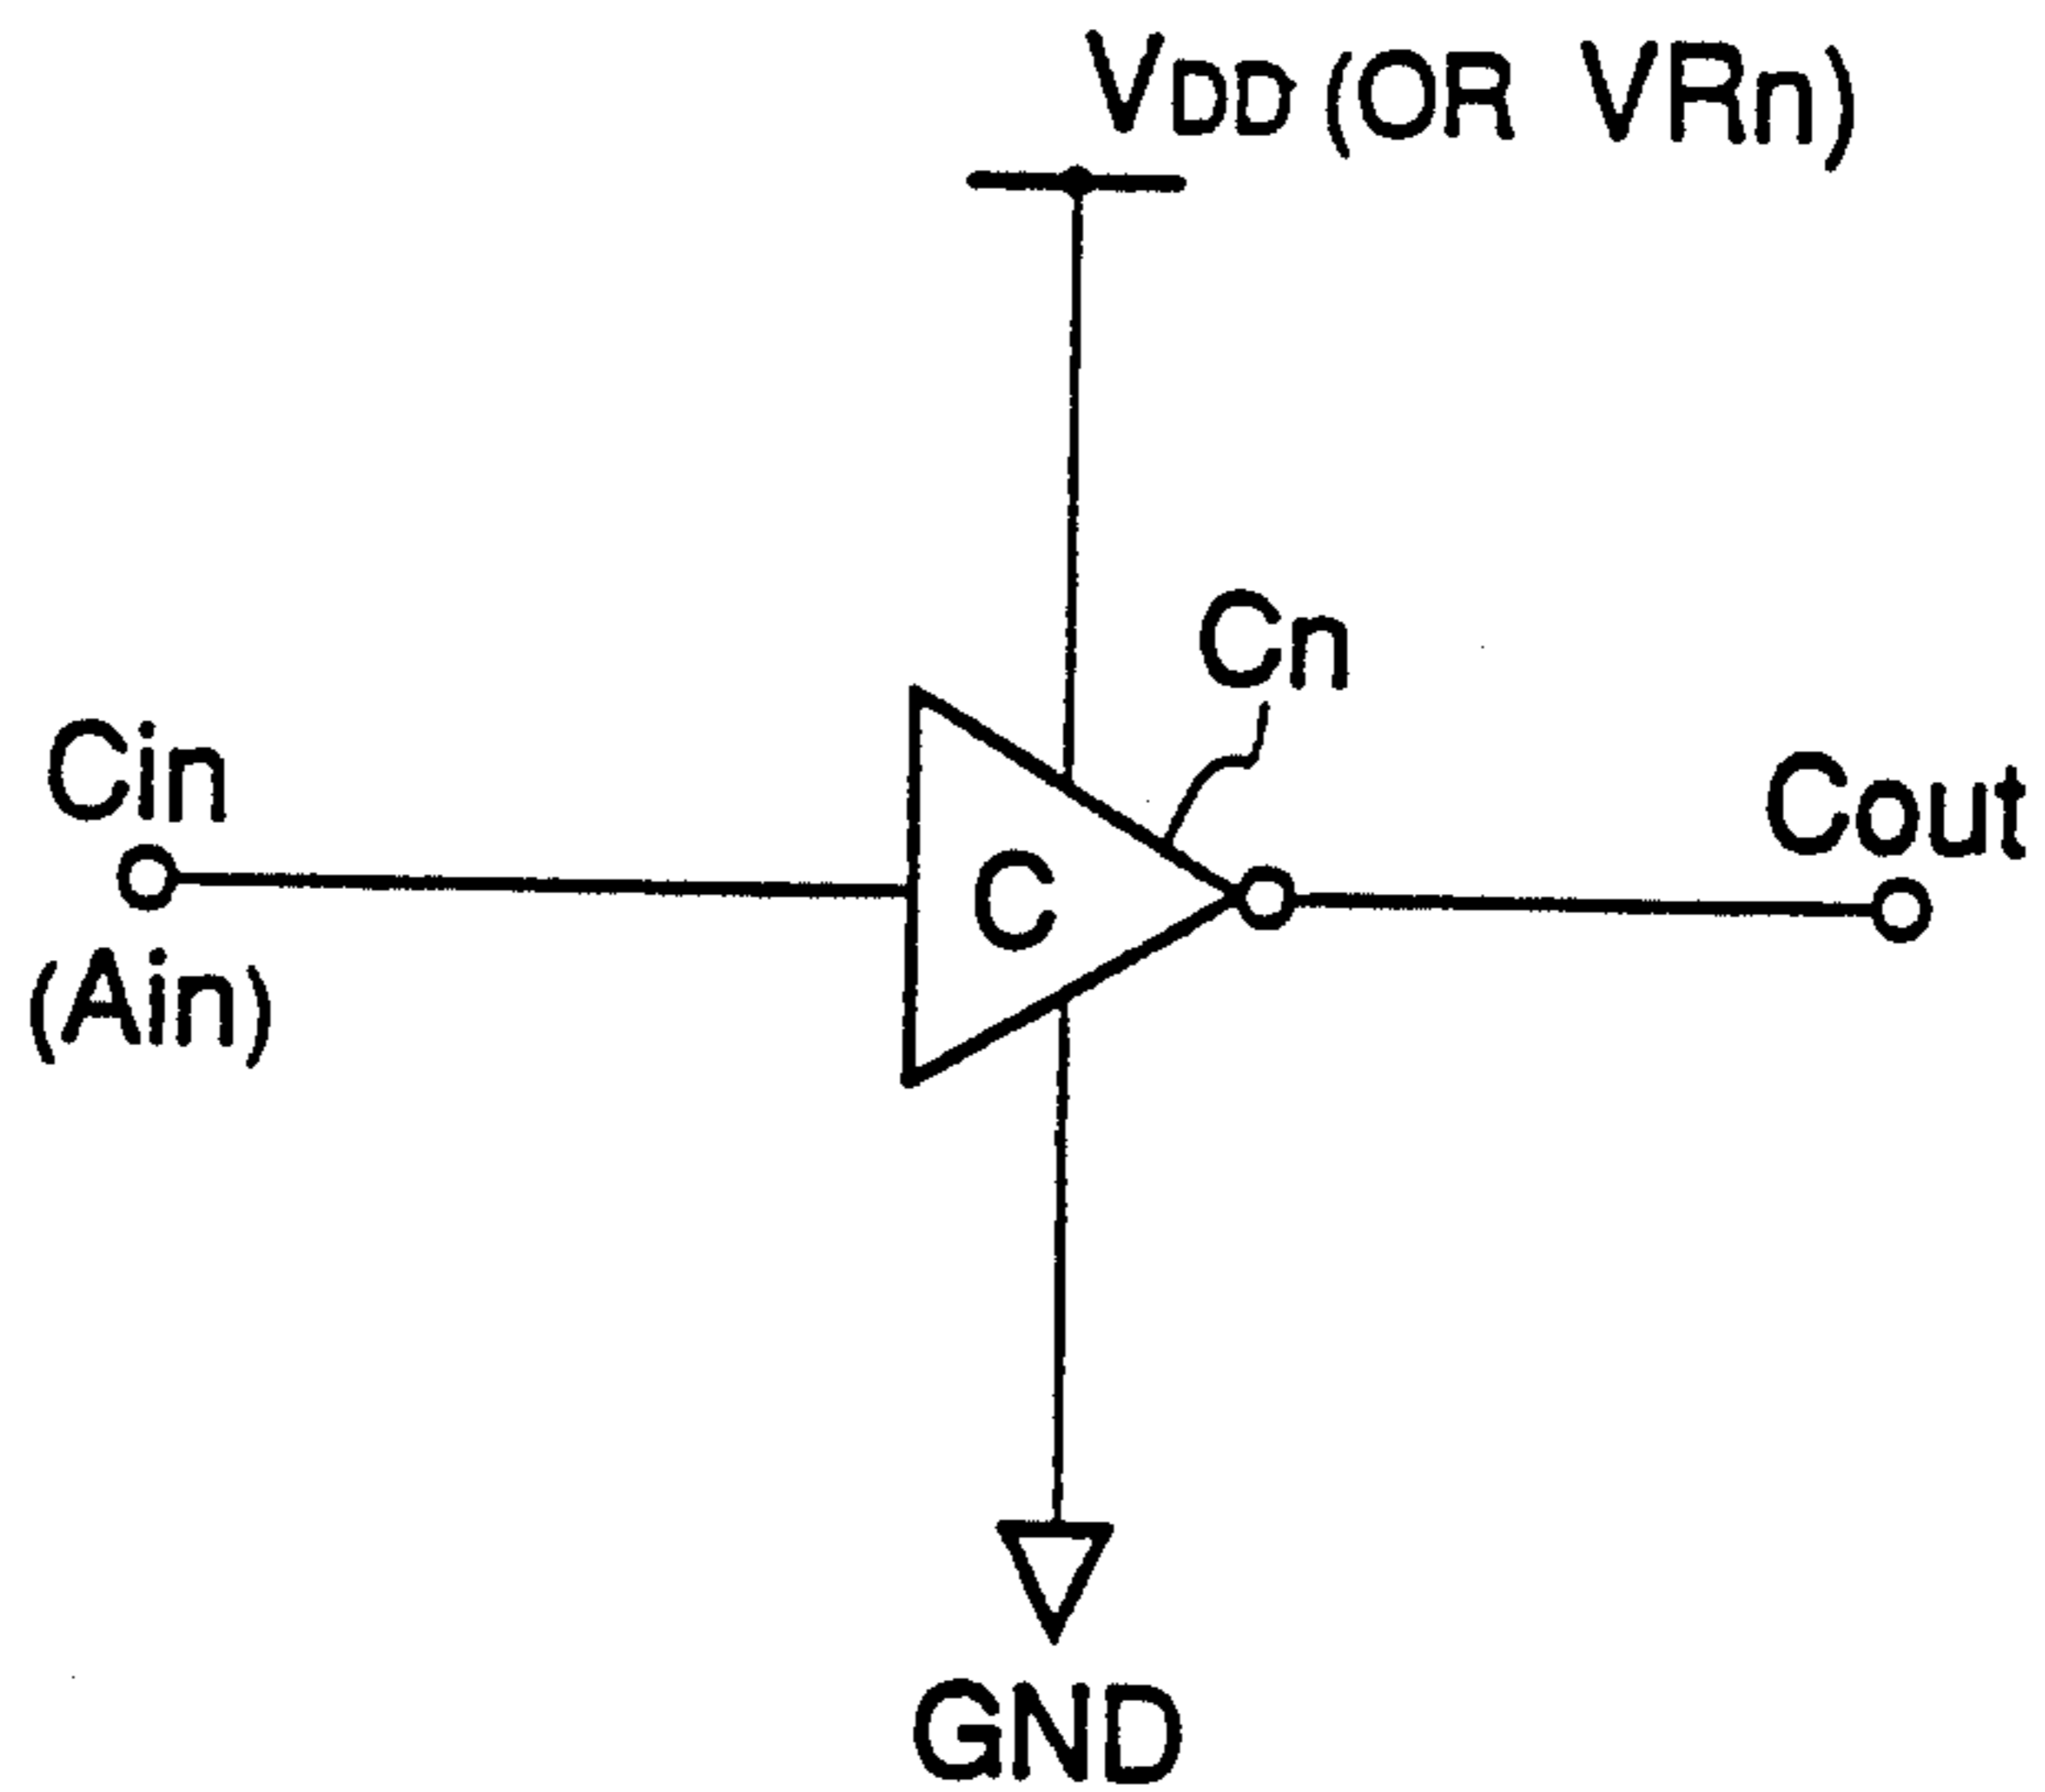 VDD (OR VRn)
Cn
Cin
Cout
C
(Ain)
GND